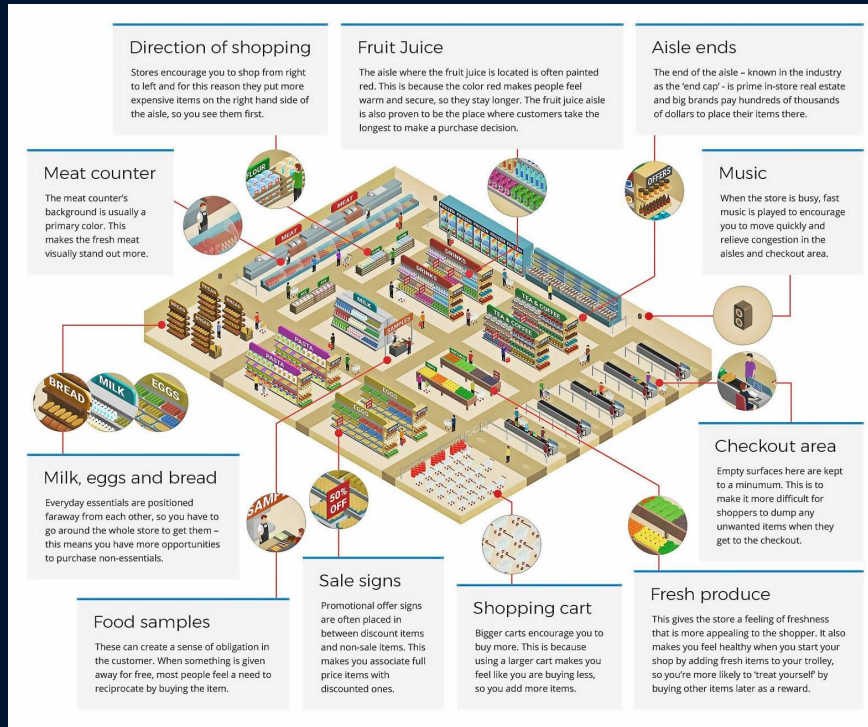 Direction of shopping
Stores encourage you to shop from right
to left and for this reason they put more
expensive items on the right hand side of
the aisle, so you see them first.
Fruit Juice
The aisle where the fruit juice is located is often painted
red. This is because the color red makes people feel
warm and secure, so they stay longer. The fruit juice aisle
is also proven to be the place where customers take the
longest to make a purchase decision.
Aisle ends
The end of the aisle – known in the industry
as the 'end cap' - is prime in-store real estate
and big brands pay hundreds of thousands
of dollars to place their items there.
Meat counter
The meat counter's
background is usually a
primary color. This
makes the fresh meat
visually stand out more.
Music
When the store is busy, fast
music is played to encourage
you to move quickly and
relieve congestion in the
aisles and checkout area.
FLOUR
OFFERS
MEAT
MEAT
DRINKS
DRINKS
BREAD
BREAD
BREAD
BREAD
MILK
SAMPLES
TEA & COFFEE
TEA & COFFEE
PASTA
PASTA
EGGS
EGGS
BREAD
MILK
EGGS
Milk, eggs and bread
Everyday essentials are positioned
faraway from each other, so you have to
go around the whole store to get them –
this means you have more opportunities
to purchase non-essentials.
Checkout area
Empty surfaces here are kept
to a minumum. This is to
make it more difficult for
shoppers to dump any
unwanted items when they
get to the checkout.
SAMP
50%
OFF
Food samples
These can create a sense of obligation in
the customer. When something is given
away for free, most people feel a need to
reciprocate by buying the item.
Sale signs
Promotional offer signs
are often placed in
between discount items
and non-sale items. This
makes you associate full
price items with
discounted ones.
Shopping cart
Bigger carts encourage you to
buy more. This is because
using a larger cart makes you
feel like you are buying less,
so you add more items.
Fresh produce
This gives the store a feeling of freshness
that is more appealing to the shopper. It also
makes you feel healthy when you start your
shop by adding fresh items to your trolley,
so you're more likely to 'treat yourself' by
buying other items later as a reward.